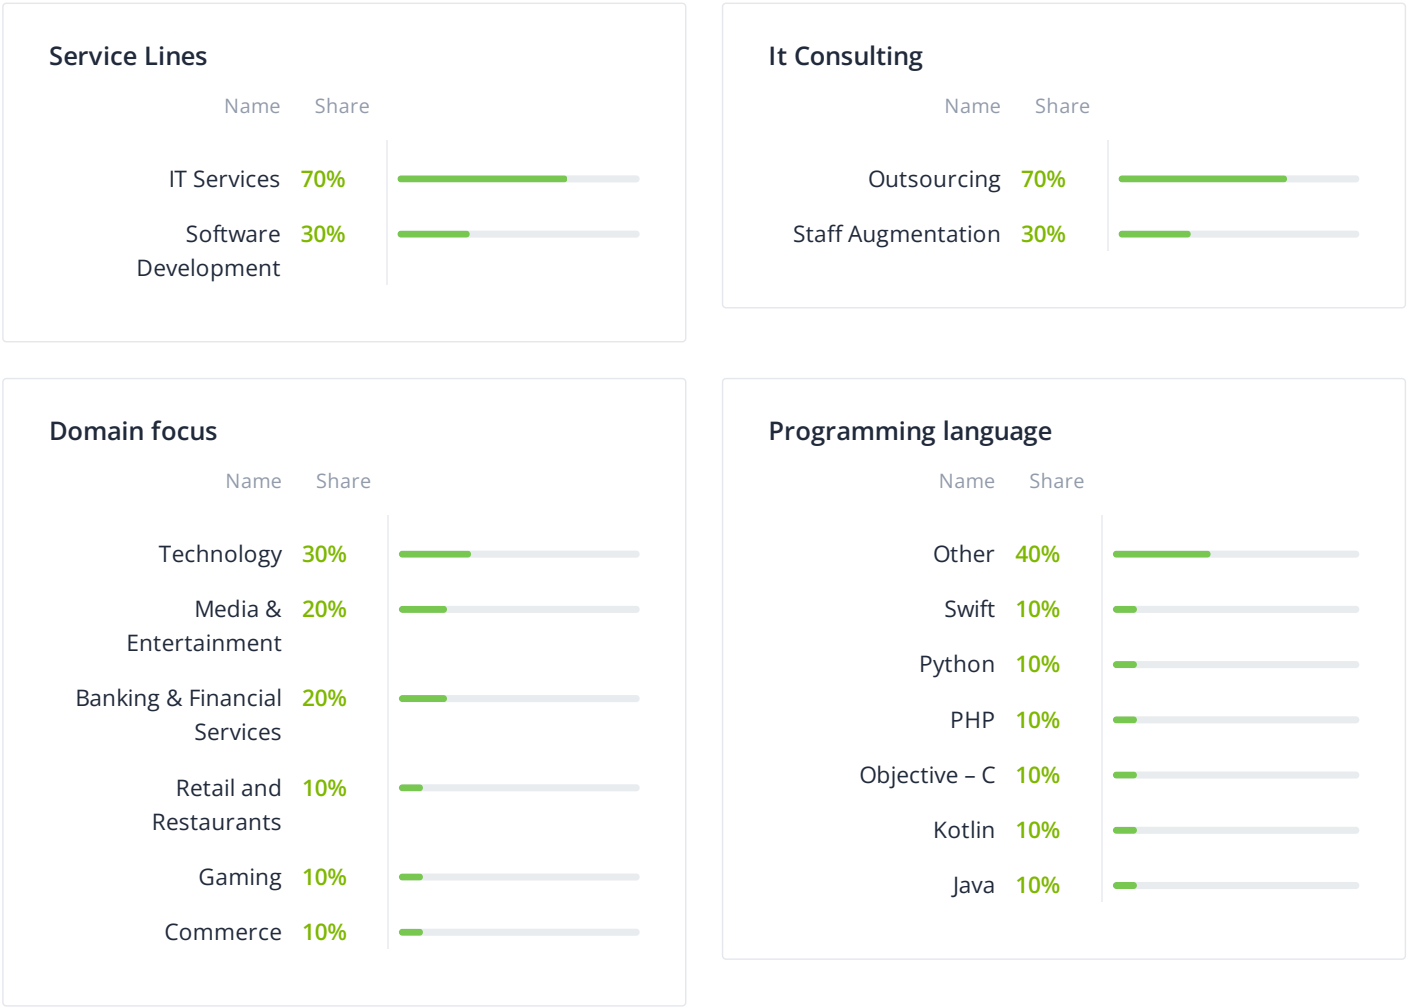 Service Lines
Name Share
IT Services 70%
Software 30%
Development
It Consulting
Name Share
Outsourcing 70%
Staff Augmentation 30%
Domain focus
Name Share
Technology 30%
Media & 20%
Entertainment
Banking & Financial 20%
Services
Retail and 10%
Restaurants
Gaming 10%
Commerce 10%
Programming language
Name Share
Other 40%
Swift 10%
Python 10%
PHP 10%
Objective – C 10%
Kotlin 10%
Java 10%